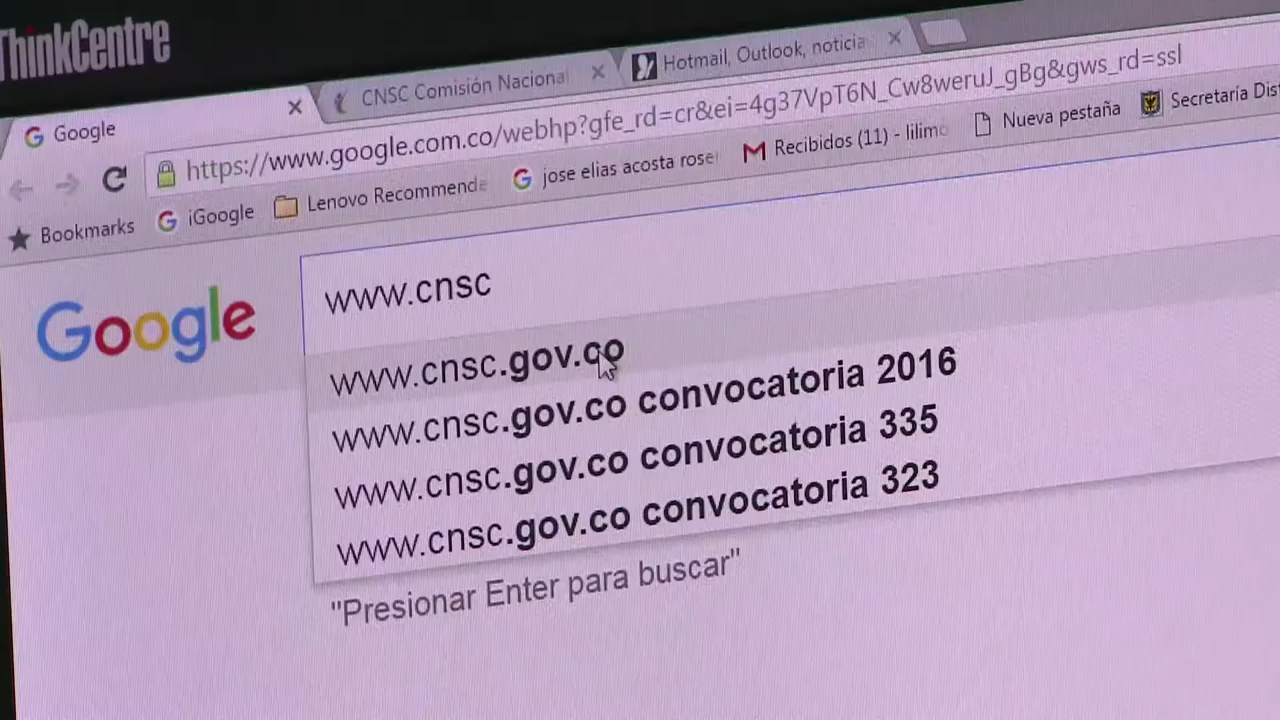 ThinkCentre
Google
CNSC Comisión Nacional
Hotmail, Outlook, noticia
https://www.google.com.co/webhp?gfe_rd=cr&ei=4g37VpT6N_Cw8weruJ_gBg&gws_rd=ssl
Bookmarks
iGoogle
Lenovo Recommende
jose elias acosta rose
Recibidos (11) - lilim
Nueva pestaña
Secretaria Dist
Google
www.cnsc
www.cnsc.gov.co
www.cnsc.gov.co convocatoria 2016
www.cnsc.gov.co convocatoria 335
www.cnsc.gov.co convocatoria 323
"Presionar Enter para buscar"